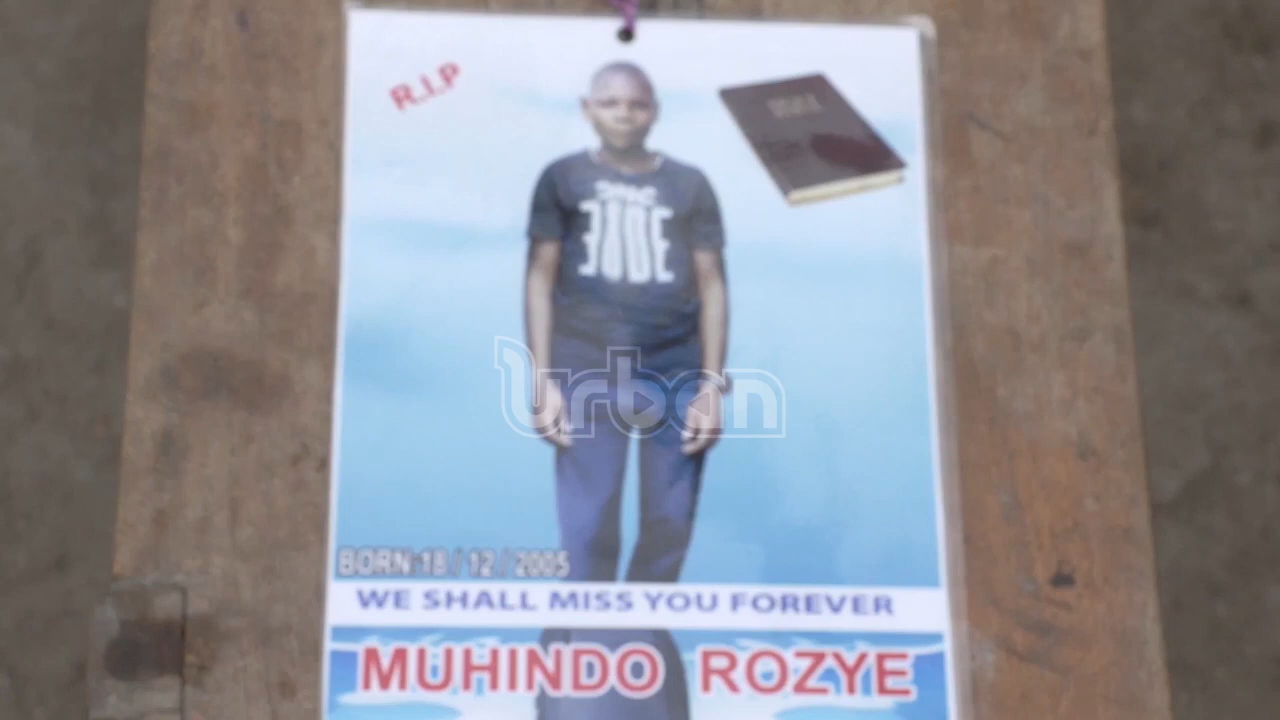 R.I.P
BORN:18/12/2005
WE SHALL MISS YOU FOREVER
MUHINDO ROZYE
urban